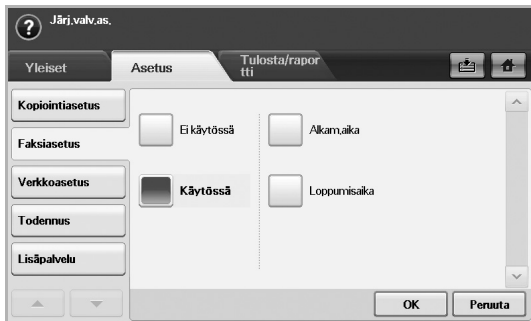 Järj.valv.as.
Yleiset
Asetus
Tulosta/rapor
tti
Kopiointiasetus
Faksiasetus
Verkkoasetus
Todennus
Lisäpalvelu
Ei käytössä
Alkam.aika
Käytössä
Loppumisaika
OK
Peruuta